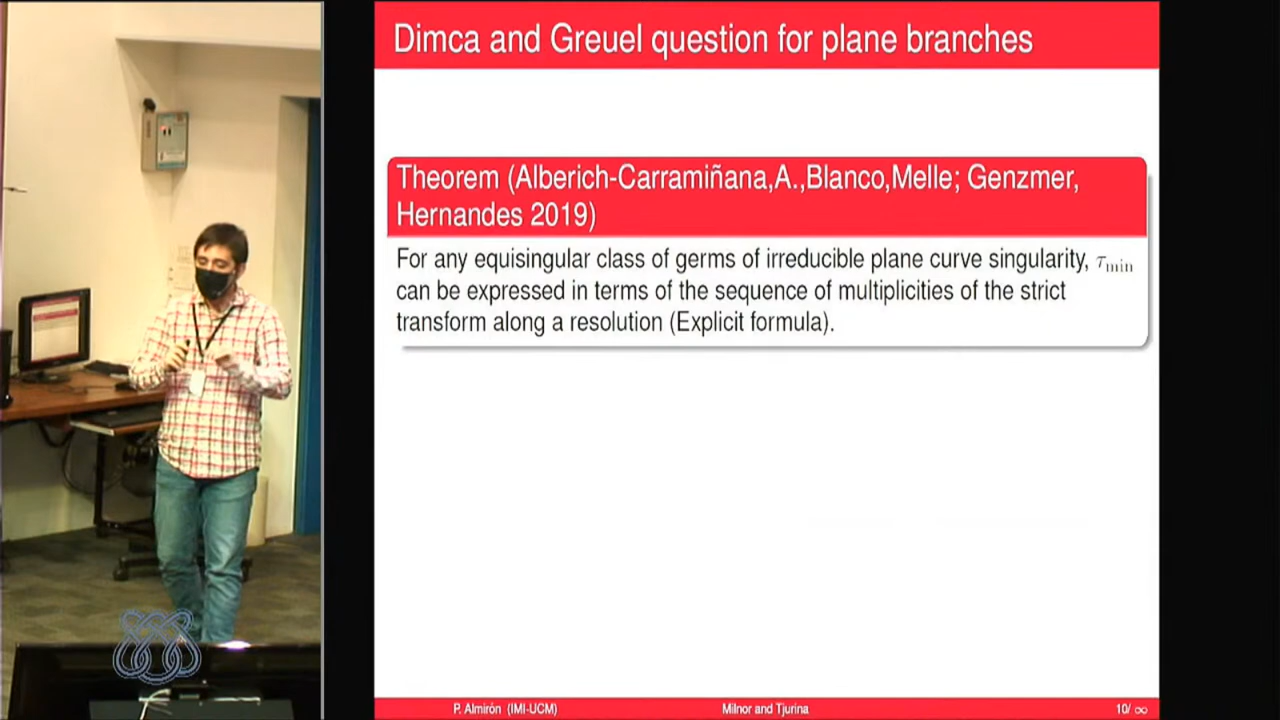 Dimca and Greuel question for plane branches
Theorem (Alberich-Carramiñana,A.,Blanco,Melle; Genzmer,
Hernandes 2019)
For any equisingular class of germs of irreducible plane curve singularity, τmin
can be expressed in terms of the sequence of multiplicities of the strict
transform along a resolution (Explicit formula).
P. Almirón (IMI-UCM)
Milnor and Tjurina
10/ ∞